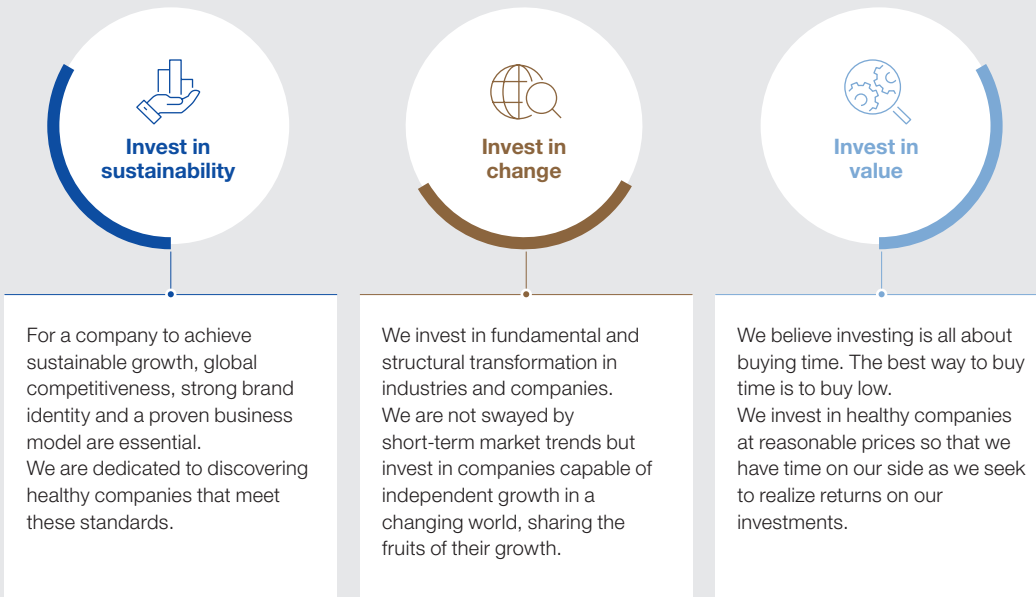 Invest in
sustainability
For a company to achieve
sustainable growth, global
competitiveness, strong brand
identity and a proven business
model are essential.
We are dedicated to discovering
healthy companies that meet
these standards.
Invest in
change
We invest in fundamental and
structural transformation in
industries and companies.
We are not swayed by
short-term market trends but
invest in companies capable of
independent growth in a
changing world, sharing the
fruits of their growth.
Invest in
value
We believe investing is all about
buying time. The best way to buy
time is to buy low.
We invest in healthy companies
at reasonable prices so that we
have time on our side as we seek
to realize returns on our
investments.